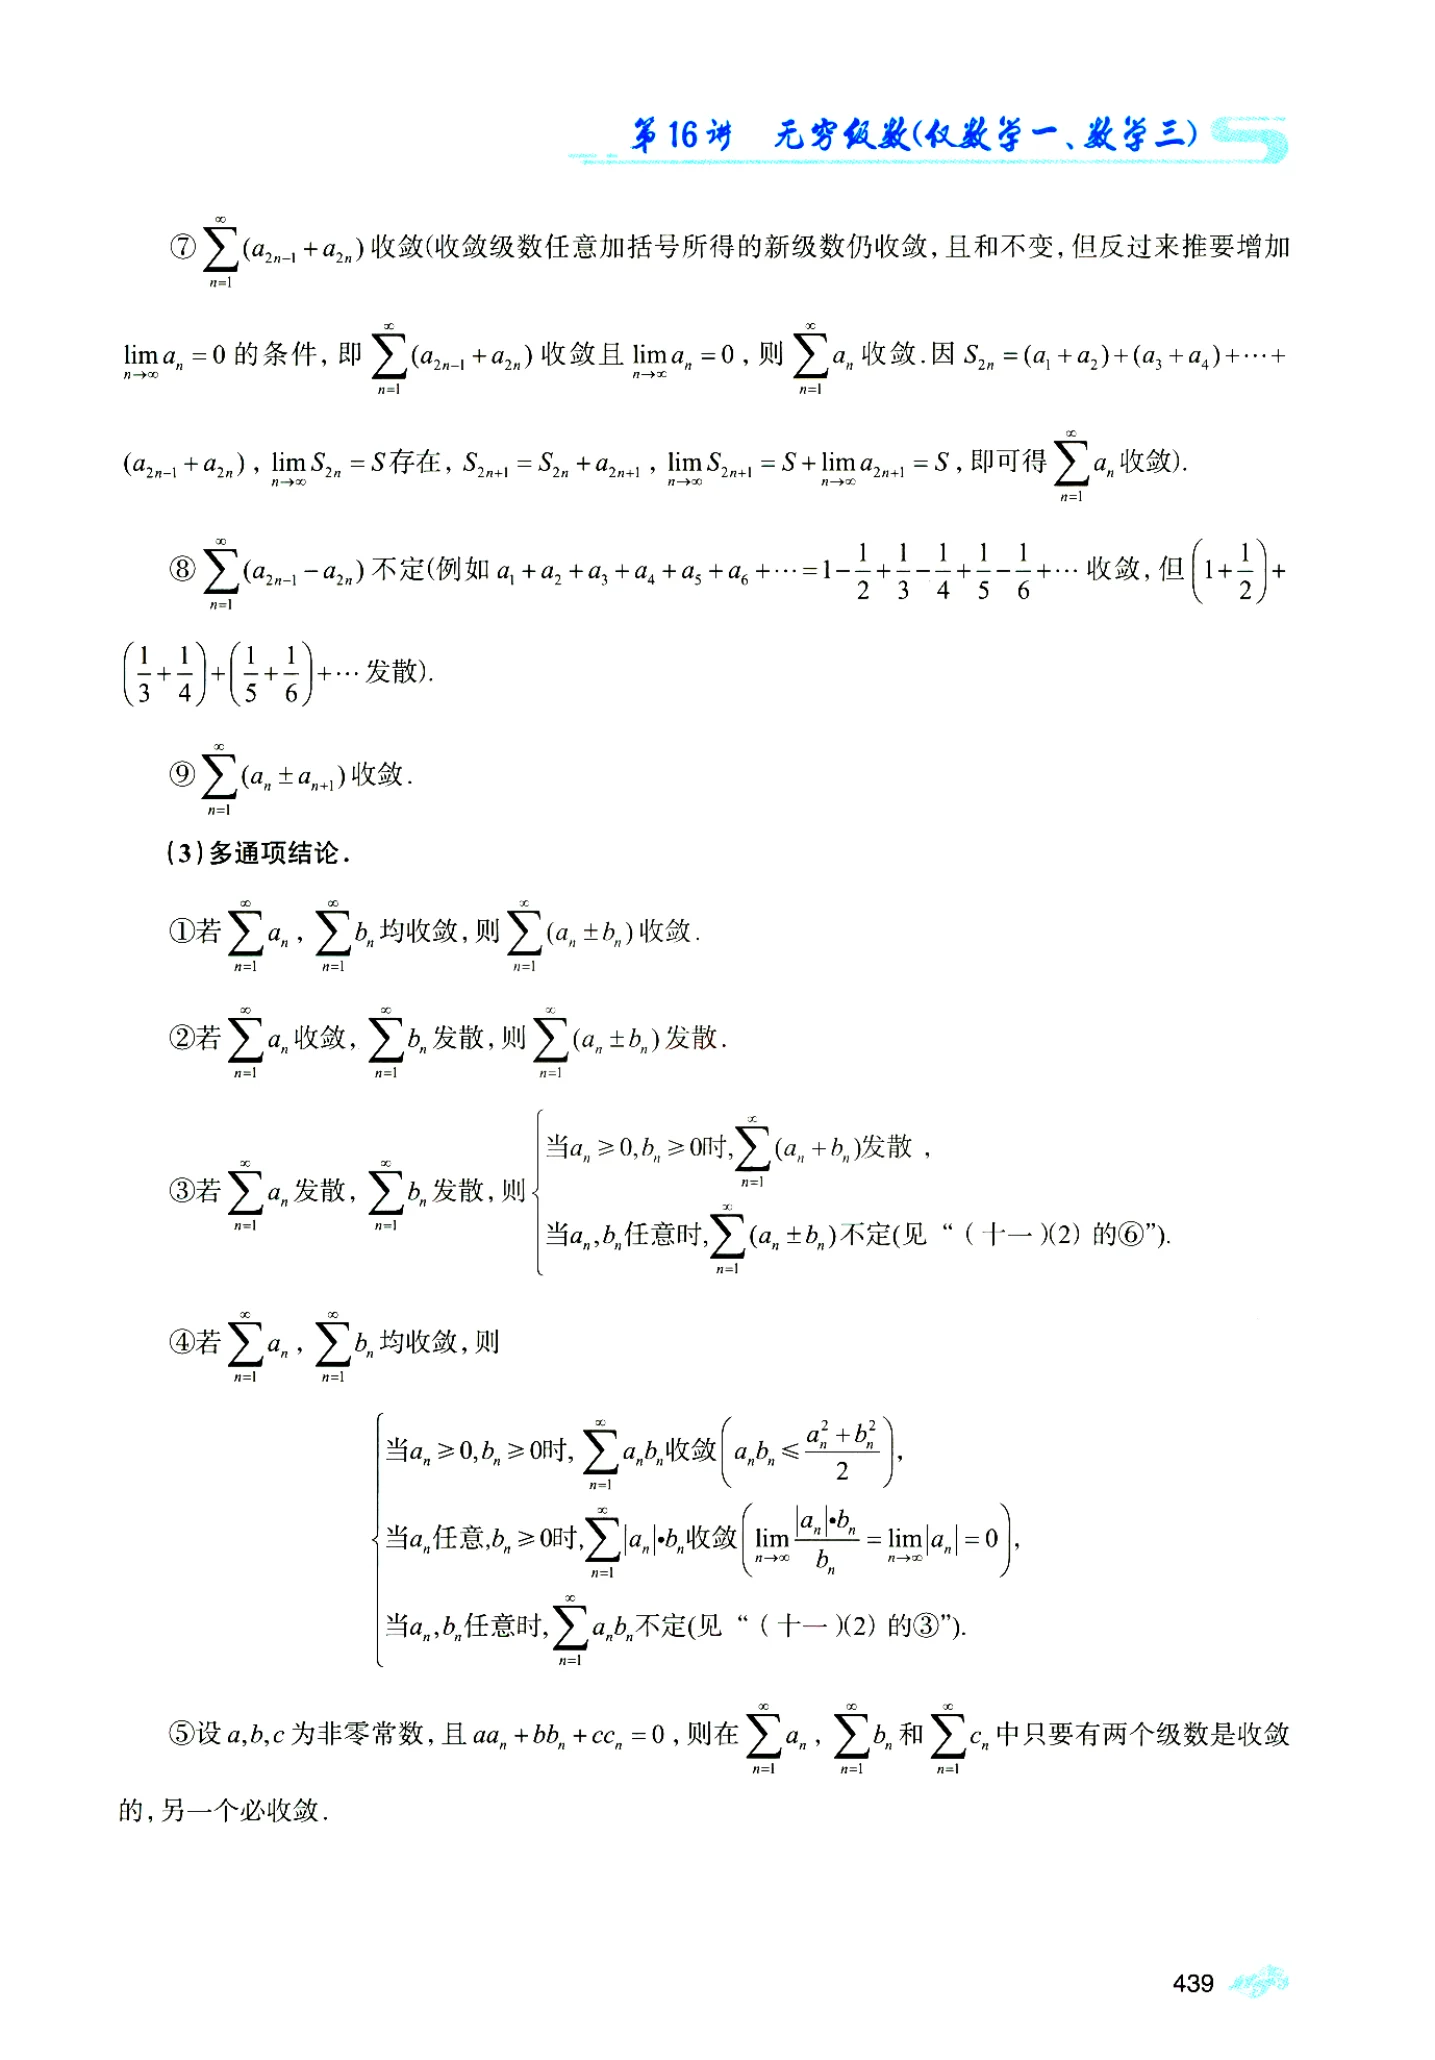 第16讲 无穷级数(仅数学一、数学三)
⑦$\sum_{n=1}^{\infty}(a_{2n-1}+a_{2n})$收敛(收敛级数任意加括号所得的新级数仍收敛,且和不变,但反过来推要增加
$\lim_{n\to\infty}a_n=0$的条件,即$\sum_{n=1}^{\infty}(a_{2n-1}+a_{2n})$收敛且$\lim_{n\to\infty}a_n=0$,则$\sum_{n=1}^{\infty}a_n$收敛.因$S_{2n}=(a_1+a_2)+(a_3+a_4)+\cdots+$
$(a_{2n-1}+a_{2n})$,$\lim_{n\to\infty}S_{2n}=S$存在,$S_{2n+1}=S_{2n}+a_{2n+1}$,$\lim_{n\to\infty}S_{2n+1}=S+\lim_{n\to\infty}a_{2n+1}=S$,即可得$\sum_{n=1}^{\infty}a_n$收敛).
⑧$\sum_{n=1}^{\infty}(a_{2n-1}-a_{2n})$不定(例如$a_1+a_2+a_3+a_4+a_5+a_6+\cdots=1-\frac{1}{2}+\frac{1}{3}-\frac{1}{4}+\frac{1}{5}-\frac{1}{6}+\cdots$收敛,但$\left(1+\frac{1}{2}\right)+$
$\left(\frac{1}{3}+\frac{1}{4}\right)+\left(\frac{1}{5}+\frac{1}{6}\right)+\cdots$发散).
⑨$\sum_{n=1}^{\infty}(a_n\pm a_{n+1})$收敛.
(3)多通项结论.
①若$\sum_{n=1}^{\infty}a_n$,$\sum_{n=1}^{\infty}b_n$均收敛,则$\sum_{n=1}^{\infty}(a_n\pm b_n)$收敛.
②若$\sum_{n=1}^{\infty}a_n$收敛,$\sum_{n=1}^{\infty}b_n$发散,则$\sum_{n=1}^{\infty}(a_n\pm b_n)$发散.
③若$\sum_{n=1}^{\infty}a_n$发散,$\sum_{n=1}^{\infty}b_n$发散,则
当$a_n\geq0,b_n\geq0$时,$\sum_{n=1}^{\infty}(a_n+b_n)$发散,
当$a_n,b_n$任意时,$\sum_{n=1}^{\infty}(a_n\pm b_n)$不定(见“(十一)(2)的⑥”).
④若$\sum_{n=1}^{\infty}a_n$,$\sum_{n=1}^{\infty}b_n$均收敛,则
当$a_n\geq0,b_n\geq0$时,$\sum_{n=1}^{\infty}a_nb_n$收敛$\left(a_nb_n\leq\frac{a_n^2+b_n^2}{2}\right)$,
当$a_n$任意,$b_n\geq0$时,$\sum_{n=1}^{\infty}|a_n|\bullet b_n$收敛$\left(\lim_{n\to\infty}\frac{|a_n|\bullet b_n}{b_n}=\lim_{n\to\infty}|a_n|=0\right)$,
当$a_n,b_n$任意时,$\sum_{n=1}^{\infty}a_nb_n$不定(见“(十一)(2)的③”).
⑤设$a,b,c$为非零常数,且$aa_n+bb_n+cc_n=0$,则在$\sum_{n=1}^{\infty}a_n$,$\sum_{n=1}^{\infty}b_n$和$\sum_{n=1}^{\infty}c_n$中只要有两个级数是收敛
的,另一个必收敛.
439